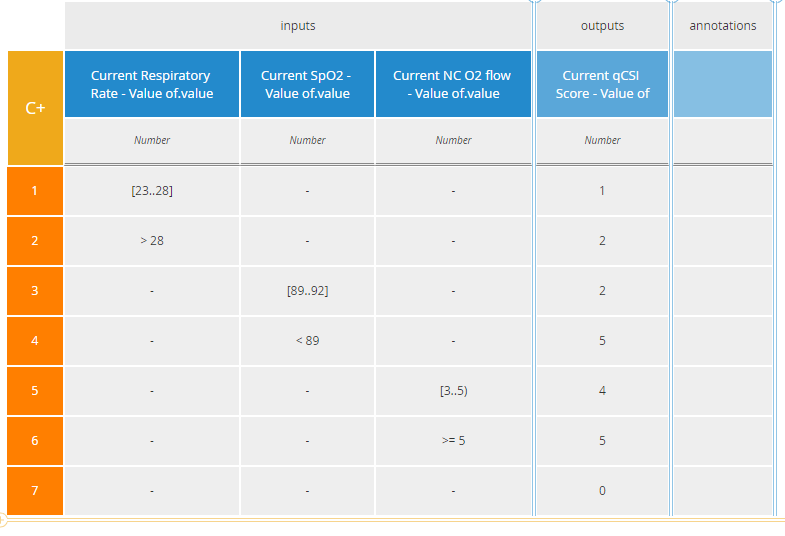 inputs outputs annotations
C+ Current Respiratory Rate - Value of.value Current SpO2 - Value of.value Current NC O2 flow - Value of.value Current qCSI Score - Value of
Number Number Number Number
1 [23..28] - - 1
2 > 28 - - 2
3 - [89..92] - 2
4 - < 89 - 5
5 - - [3..5) 4
6 - - >= 5 5
7 - - - 0